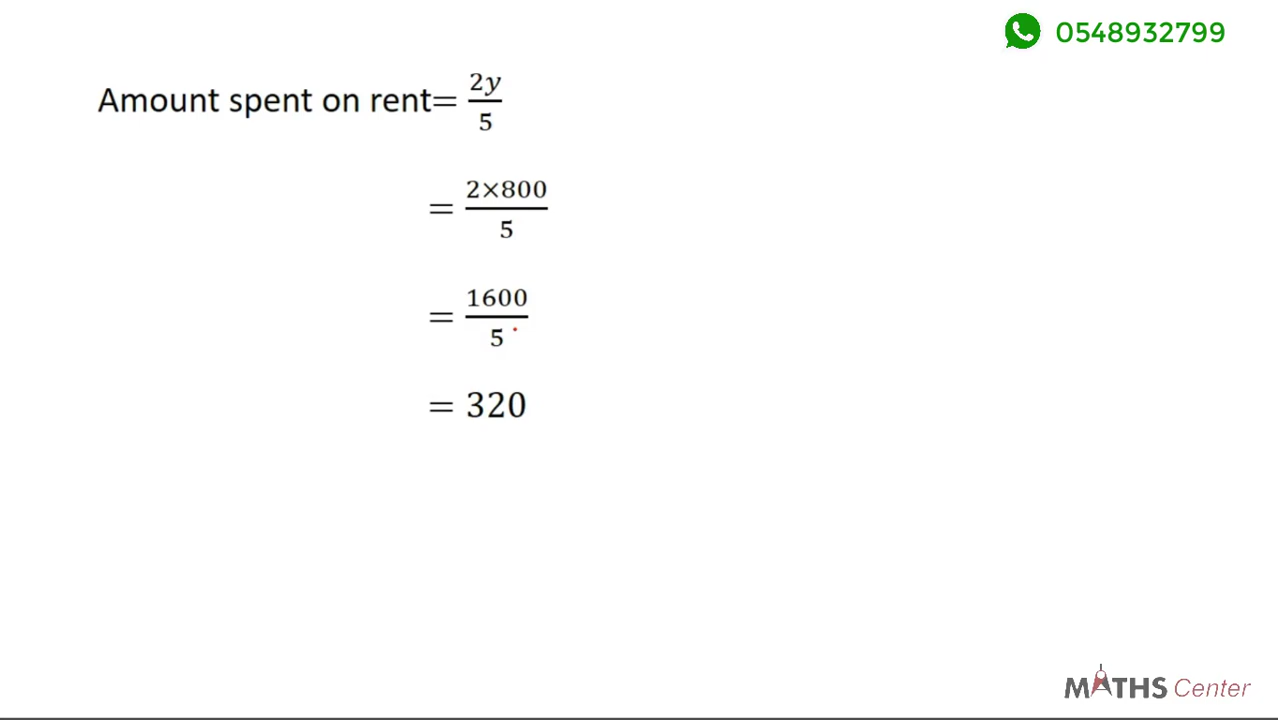 0548932799
Amount spent on rent= 2y/5
= 2×800/5
= 1600/5
= 320
MATHS Center